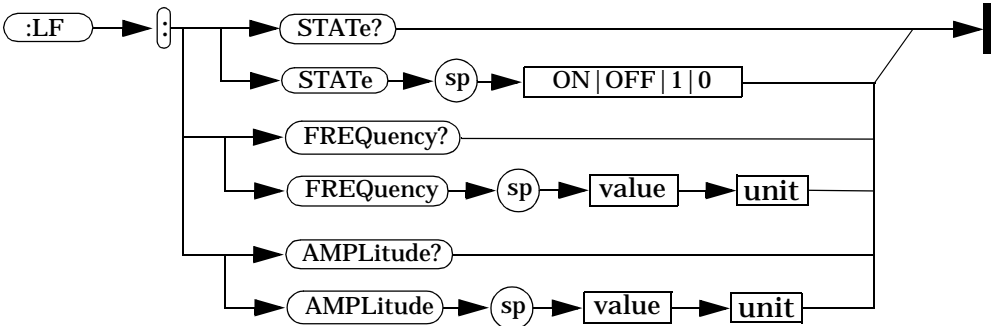 :LF : STATe?
STATe sp ON|OFF|1|0
FREQuency?
FREQuency sp value unit
AMPLitude?
AMPLitude sp value unit